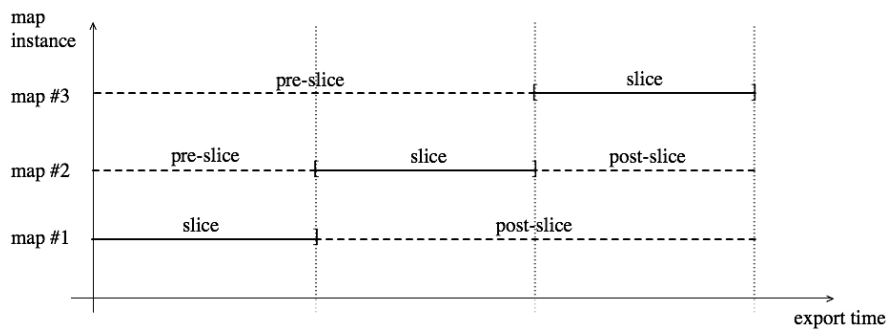 map
instance
pre-slice
slice
map #3
pre-slice
slice
post-slice
map #2
slice
post-slice
map #1
export time